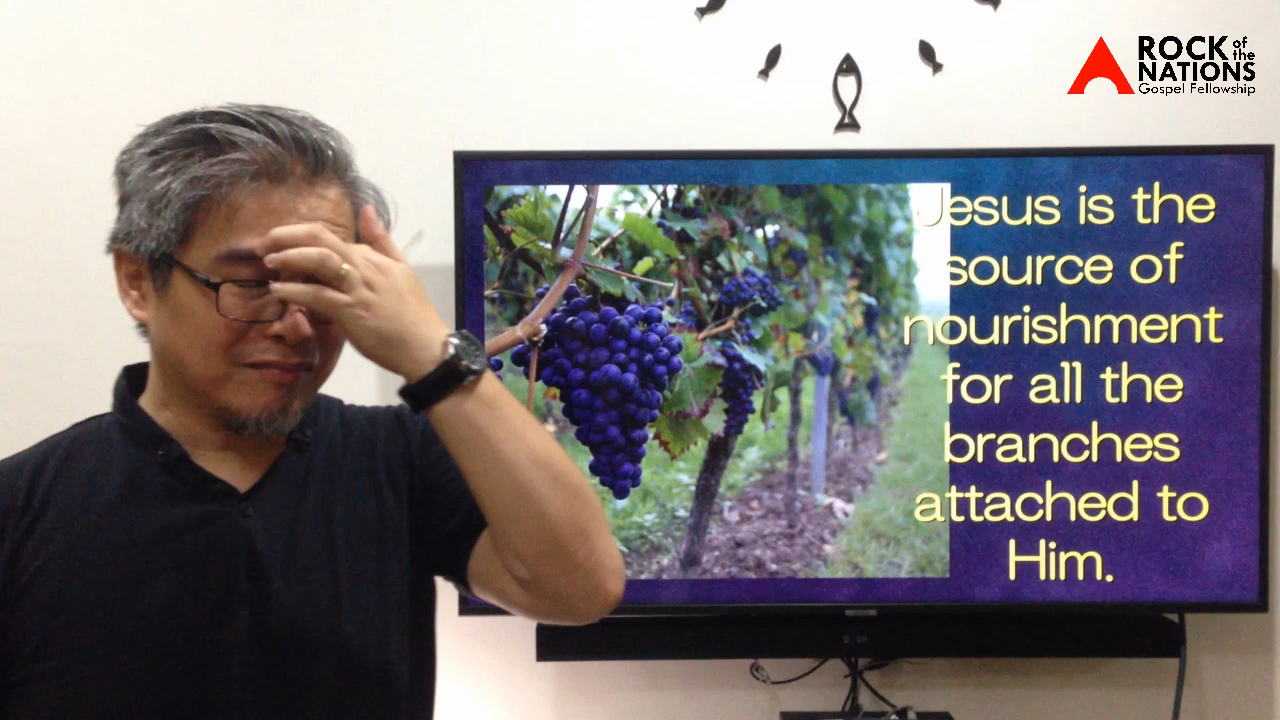 ROCK of the
NATIONS
Gospel Fellowship
Jesus is the
source of
nourishment
for all the
branches
attached to
Him.